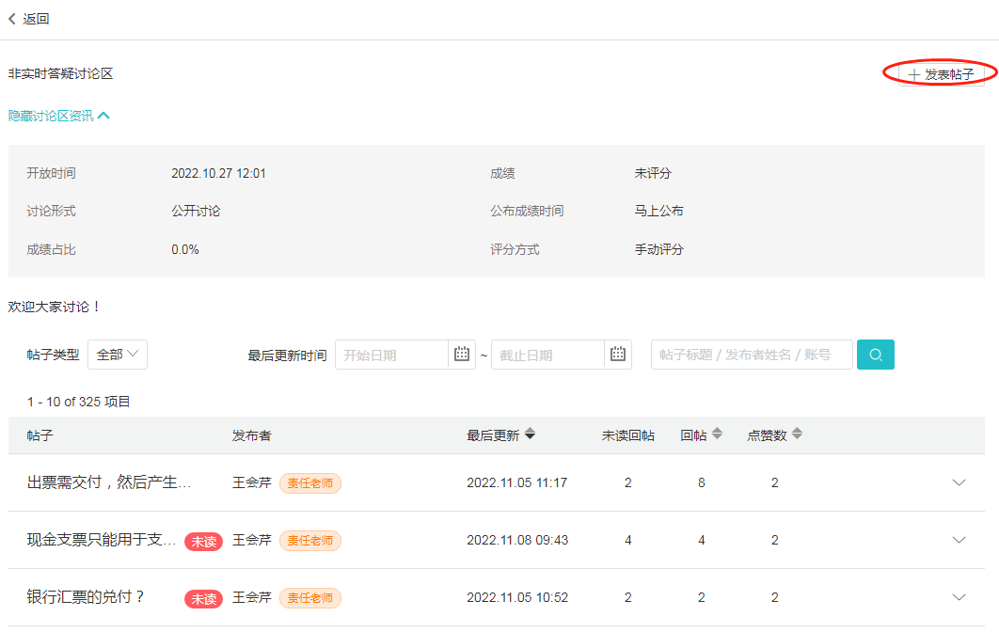 返回
非实时答疑讨论区
发表帖子
隐藏讨论区资讯
开放时间 2022.10.27 12:01 成绩 未评分
讨论形式 公开讨论 公布成绩时间 马上公布
成绩占比 0.0% 评分方式 手动评分
欢迎大家讨论！
帖子类型 全部 最后更新时间 开始日期 ~ 截止日期 帖子标题 / 发布者姓名 / 账号
1 - 10 of 325 项目
帖子 发布者 最后更新 未读回帖 回帖 点赞数
出票需交付，然后产生... 王会芹 责任老师 2022.11.05 11:17 2 8 2
现金支票只能用于支... 未读 王会芹 责任老师 2022.11.08 09:43 4 4 2
银行汇票的兑付？ 未读 王会芹 责任老师 2022.11.05 10:52 2 2 2